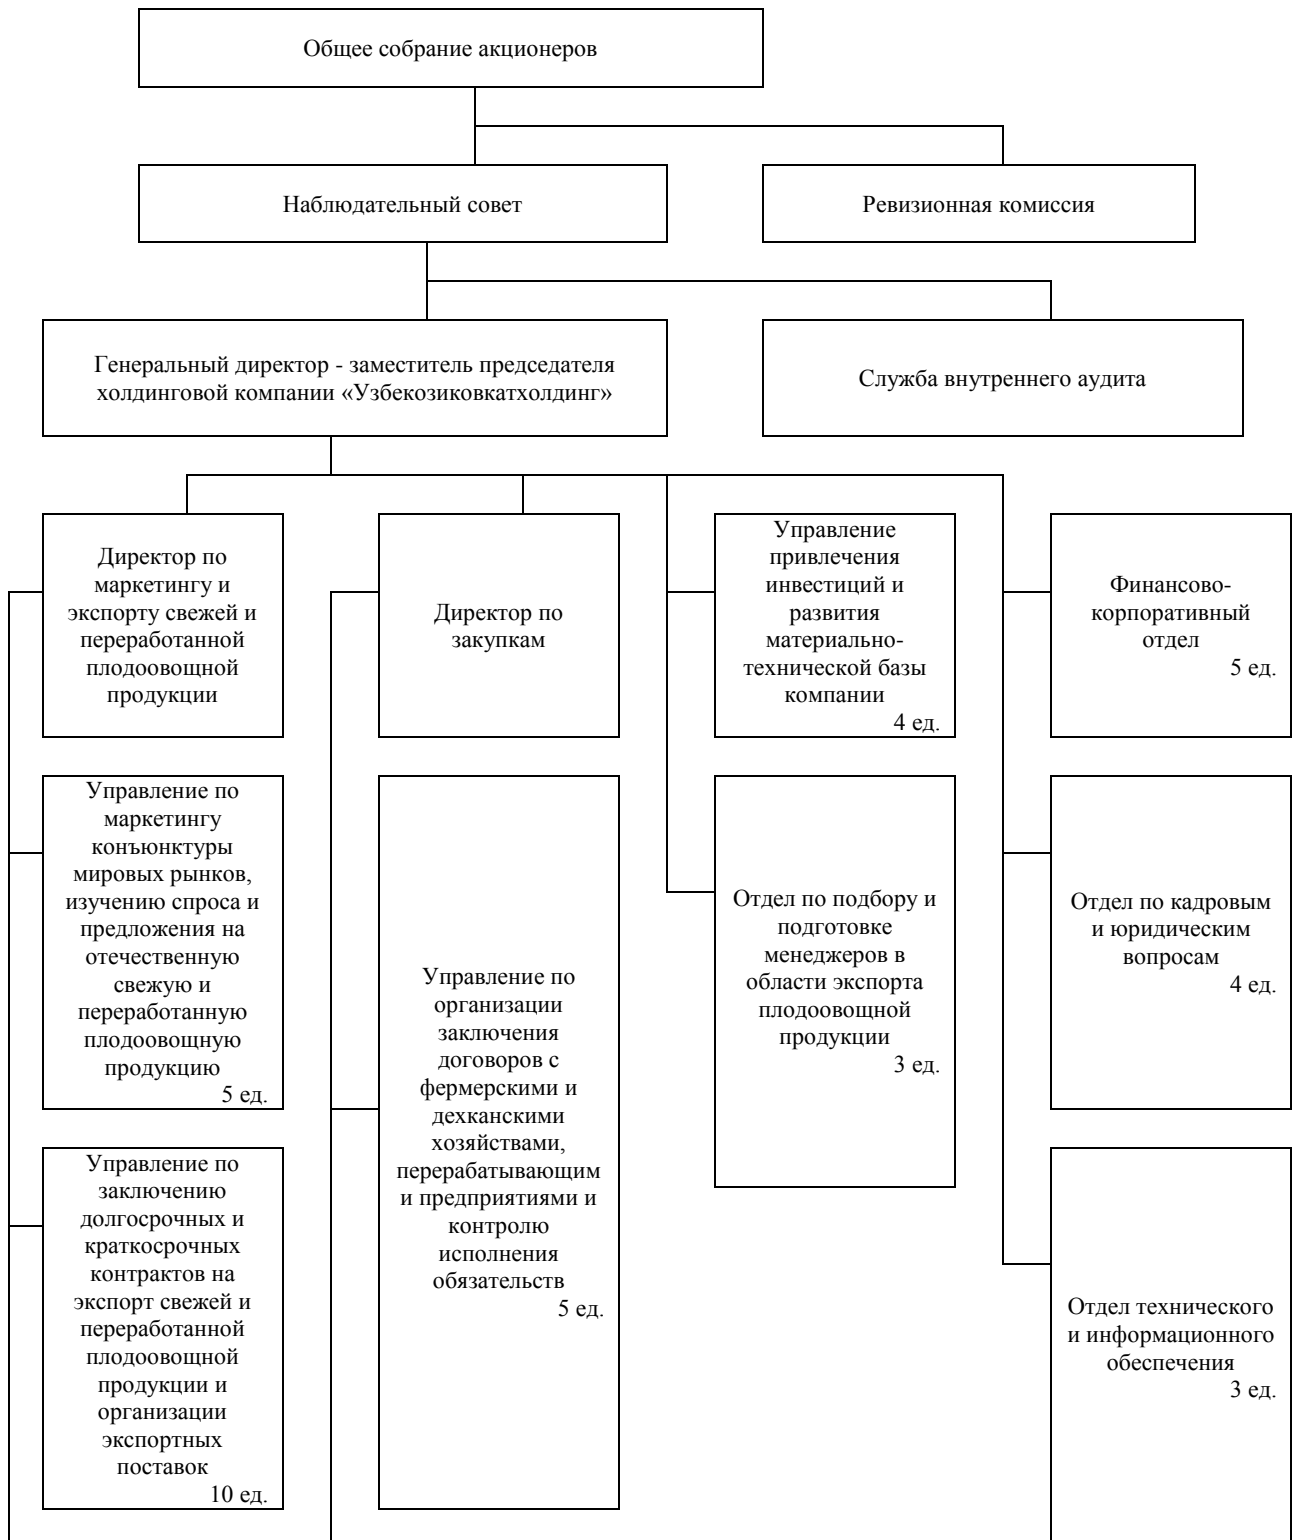 Общее собрание акционеров
Наблюдательный совет
Ревизионная комиссия
Генеральный директор - заместитель председателя
холдинговой компании «Узбекозиковкатхолдинг»
Служба внутреннего аудита
Директор по
маркетингу и
экспорту свежей и
переработанной
плодоовощной
продукции
Директор по
закупкам
Управление
привлечения
инвестиций и
развития
материально-
технической базы
компании
4 ед.
Финансово-
корпоративный
отдел
5 ед.
Управление по
маркетингу
конъюнктуры
мировых рынков,
изучению спроса и
предложения на
отечественную
свежую и
переработанную
плодоовощную
продукцию
5 ед.
Управление по
организации
заключения
договоров с
фермерскими и
дехканскими
хозяйствами,
перерабатывающим
и предприятиями и
контролю
исполнения
обязательств
5 ед.
Отдел по подбору и
подготовке
менеджеров в
области экспорта
плодоовощной
продукции
3 ед.
Отдел по кадровым
и юридическим
вопросам
4 ед.
Управление по
заключению
долгосрочных и
краткосрочных
контрактов на
экспорт свежей и
переработанной
плодоовощной
продукции и
организации
экспортных
поставок
10 ед.
Отдел технического
и информационного
обеспечения
3 ед.